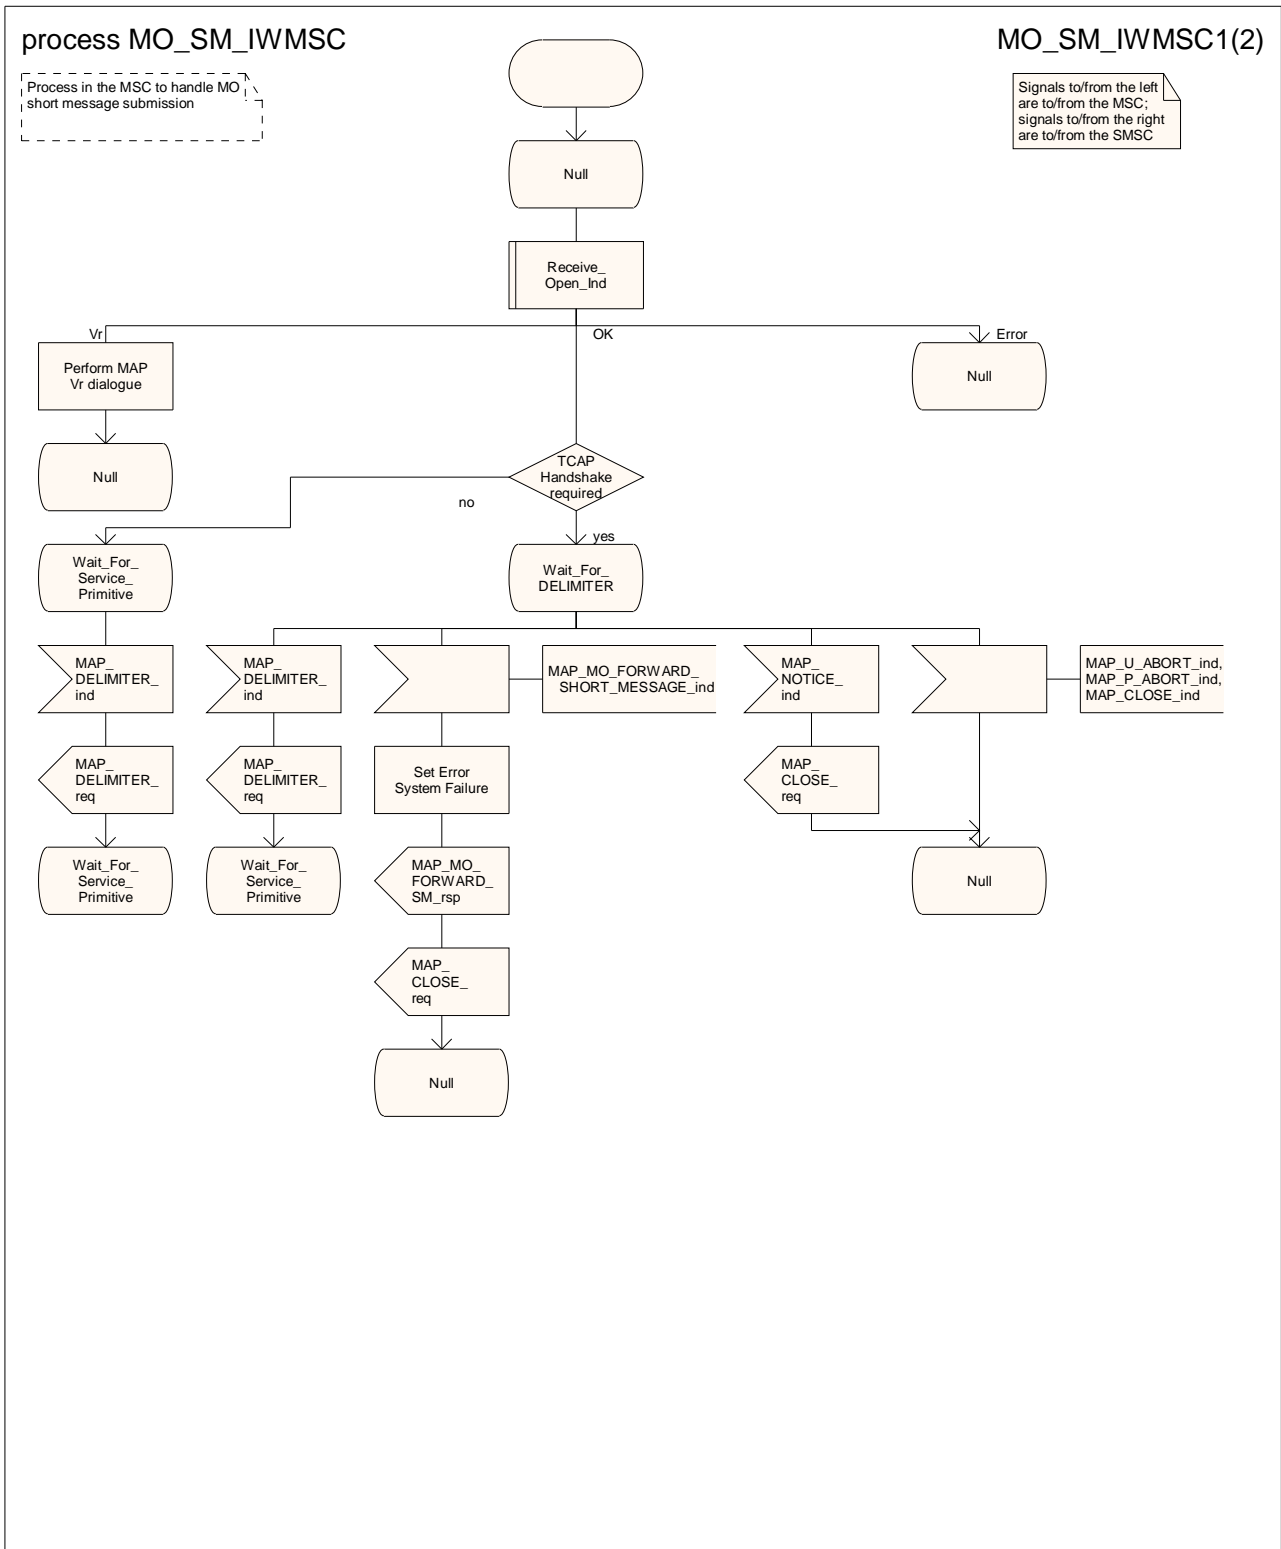 process MO_SM_IWMSC
MO_SM_IWMSC1(2)
Process in the MSC to handle MO
short message submission
Signals to/from the left
are to/from the MSC;
signals to/from the right
are to/from the SMSC
Null
Receive_
Open_Ind
Vr
OK
Error
Perform MAP
Vr dialogue
Null
Null
TCAP
Handshake
required
no
yes
Wait_For_
Service_
Primitive
Wait_For_
DELIMITER
MAP_
DELIMITER_
ind
MAP_
DELIMITER_
ind
MAP_MO_FORWARD_
SHORT_MESSAGE_ind
MAP_
NOTICE_
ind
MAP_U_ABORT_ind,
MAP_P_ABORT_ind,
MAP_CLOSE_ind
MAP_
DELIMITER_
req
MAP_
DELIMITER_
req
Set Error
System Failure
MAP_
CLOSE_
req
Wait_For_
Service_
Primitive
Wait_For_
Service_
Primitive
MAP_MO_
FORWARD_
SM_rsp
Null
MAP_
CLOSE_
req
Null